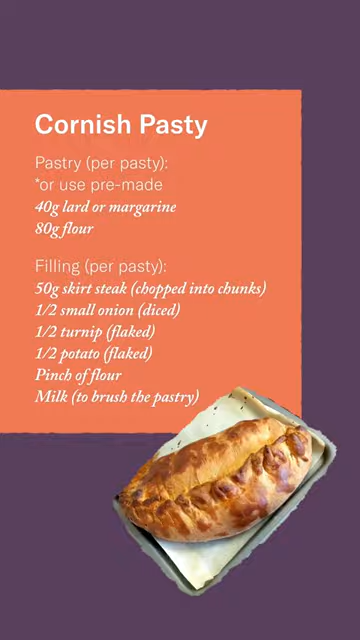 Cornish Pasty
Pastry (per pasty):
*or use pre-made
40g lard or margarine
80g flour
Filling (per pasty):
50g skirt steak (chopped into chunks)
1/2 small onion (diced)
1/2 turnip (flaked)
1/2 potato (flaked)
Pinch of flour
Milk (to brush the pastry)